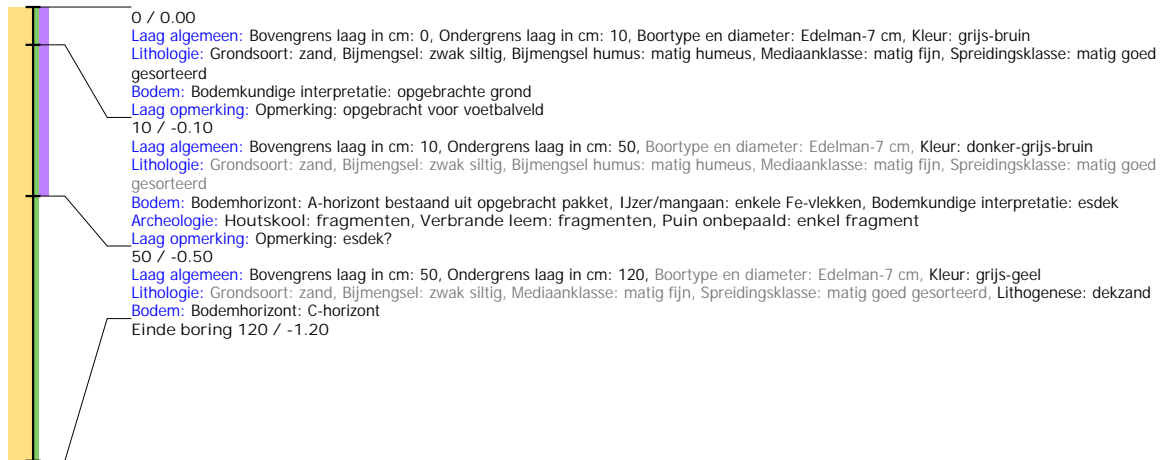 0 / 0.00
Laag algemeen: Bovengrens laag in cm: 0, Ondergrens laag in cm: 10, Boortype en diameter: Edelman-7 cm, Kleur: grijs-bruin
Lithologie: Grondsoort: zand, Bijmengsel: zwak siltig, Bijmengsel humus: matig humeus, Mediaanklasse: matig fijn, Spreidingsklasse: matig goed
gesorteerd
Bodem: Bodemkundige interpretatie: opgebrachte grond
Laag opmerking: Opmerking: opgebracht voor voetbalveld
10 / -0.10
Laag algemeen: Bovengrens laag in cm: 10, Ondergrens laag in cm: 50, Boortype en diameter: Edelman-7 cm, Kleur: donker-grijs-bruin
Lithologie: Grondsoort: zand, Bijmengsel: zwak siltig, Bijmengsel humus: matig humeus, Mediaanklasse: matig fijn, Spreidingsklasse: matig goed
gesorteerd
Bodem: Bodemhorizont: A-horizont bestaand uit opgebracht pakket, IJzer/mangaan: enkele Fe-vlekken, Bodemkundige interpretatie: esdek
Archeologie: Houtskool: fragmenten, Verbrande leem: fragmenten, Puin onbepaald: enkel fragment
Laag opmerking: Opmerking: esdek?
50 / -0.50
Laag algemeen: Bovengrens laag in cm: 50, Ondergrens laag in cm: 120, Boortype en diameter: Edelman-7 cm, Kleur: grijs-geel
Lithologie: Grondsoort: zand, Bijmengsel: zwak siltig, Mediaanklasse: matig fijn, Spreidingsklasse: matig goed gesorteerd, Lithogenese: dekzand
Bodem: Bodemhorizont: C-horizont
Einde boring 120 / -1.20